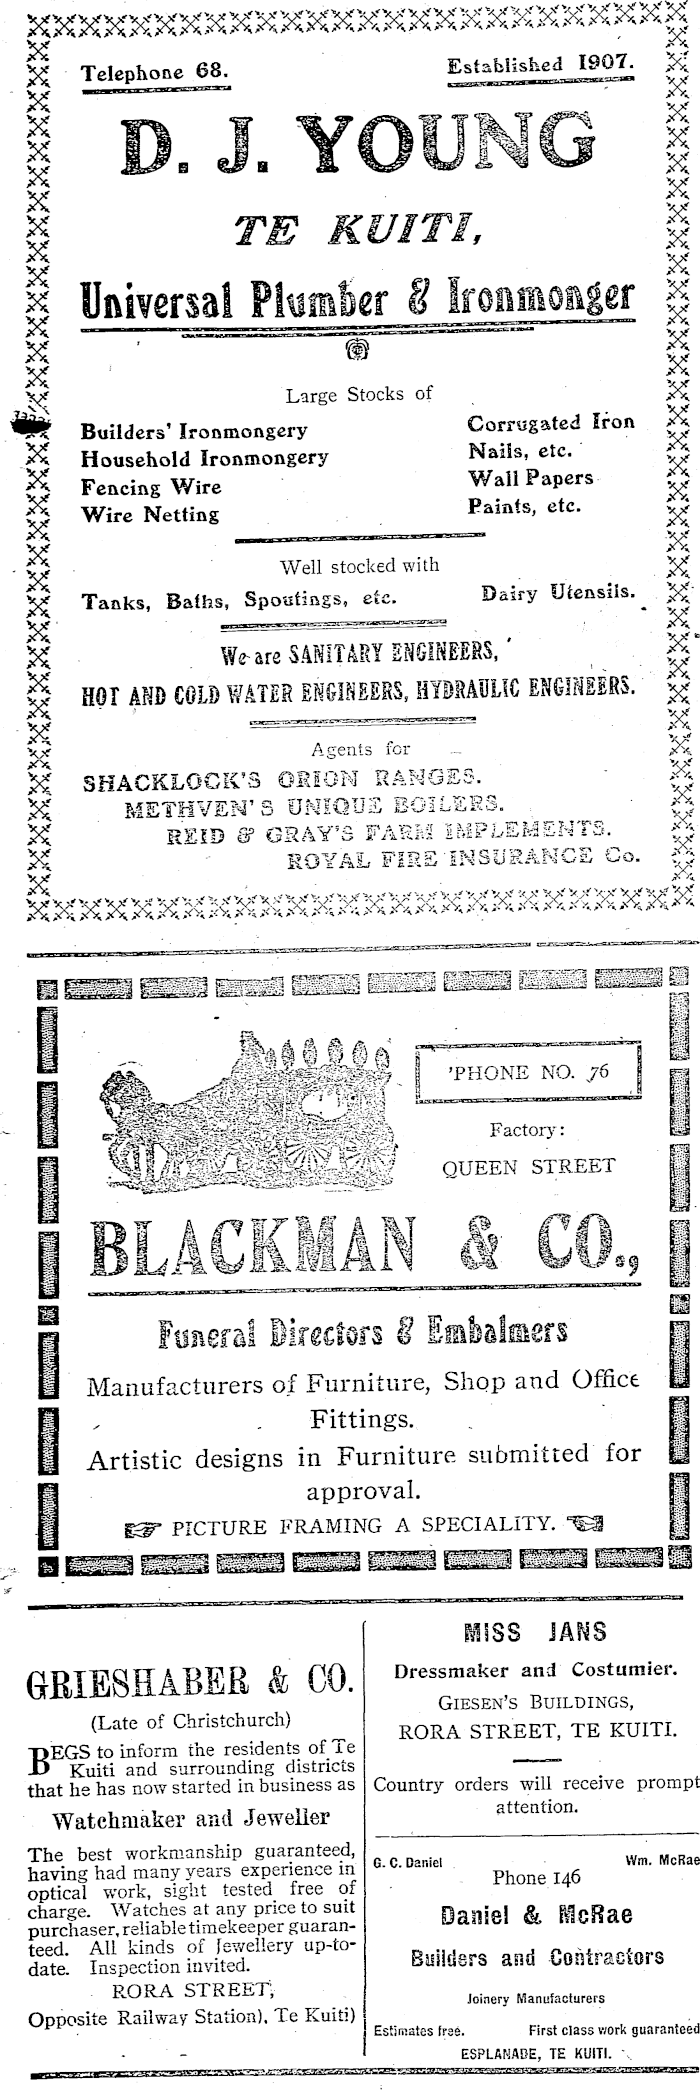 Telephone 68. Established 1907.
D. J. YOUNG
TE KUITI,
Universal Plumber & Ironmonger
Large Stocks of
Builders' Ironmongery
Household Ironmongery
Fencing Wire
Wire Netting
Corrugated Iron
Nails, etc.
Wall Papers
Paints, etc.
Well stocked with
Tanks, Baths, Spoutings, etc. Dairy Utensils.
We are SANITARY ENGINEERS,
HOT AND COLD WATER ENGINEERS, HYDRAULIC ENGINEERS.
Agents for
SHACKLOCK'S ORION RANGES.
METHVEN'S UNIQUE BOILERS.
REID & GRAY'S FARM IMPLEMENTS.
ROYAL FIRE INSURANCE Co.
'PHONE NO. 76
Factory:
QUEEN STREET
BLACKMAN & CO.,
Funeral Directors & Embalmers
Manufacturers of Furniture, Shop and Office
Fittings.
Artistic designs in Furniture submitted for
approval.
PICTURE FRAMING A SPECIALITY.
GRIESHABER & CO.
(Late of Christchurch)
BEGS to inform the residents of Te
Kuiti and surrounding districts
that he has now started in business as
Watchmaker and Jeweller
The best workmanship guaranteed,
having had many years experience in
optical work, sight tested free of
charge. Watches at any price to suit
purchaser, reliable timekeeper guaran-
teed. All kinds of Jewellery up-to-
date. Inspection invited.
RORA STREET,
Opposite Railway Station), Te Kuiti)
MISS JANS
Dressmaker and Costumier.
GIESEN'S BUILDINGS,
RORA STREET, TE KUITI.
Country orders will receive prompt
attention.
G. C. Daniel Wm. McRae
Phone 146
Daniel & McRae
Builders and Contractors
Joinery Manufacturers
Estimates free. First class work guaranteed
ESPLANADE, TE KUITI.